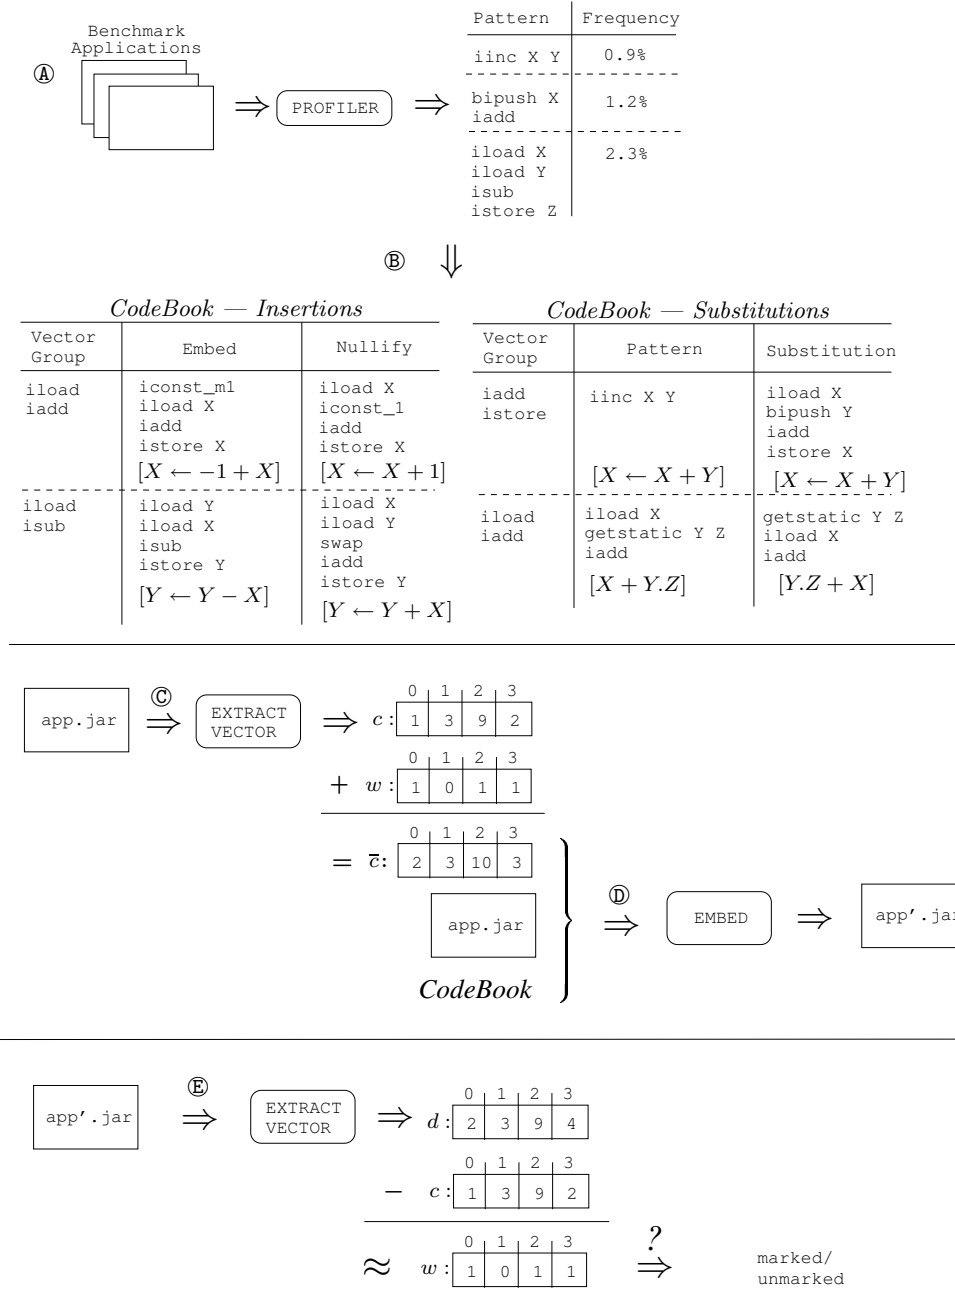 Pattern Frequency
Benchmark
Applications
Ⓐ
iinc X Y 0.9%
⇒ PROFILER ⇒
bipush X 1.2%
iadd
iload X 2.3%
iload Y
isub
istore Z
Ⓑ ⇓
CodeBook — Insertions
Vector Group Embed Nullify
iload iconst_m1 iload X
iadd iload X iconst_1
iadd iadd
istore X istore X
[X ← −1 + X] [X ← X + 1]
iload iload Y iload X
isub iload X iload Y
isub swap
istore Y iadd
istore Y
[Y ← Y − X] [Y ← Y + X]
CodeBook — Substitutions
Vector Group Pattern Substitution
iadd iinc X Y iload X
istore bipush Y
iadd
istore X
[X ← X + Y] [X ← X + Y]
iload iload X getstatic Y Z
iadd getstatic Y Z iload X
iadd iadd
[X + Y.Z] [Y.Z + X]
Ⓒ
0 1 2 3
app.jar ⇒ EXTRACT VECTOR ⇒ c: 1 3 9 2
0 1 2 3
+ w: 1 0 1 1
0 1 2 3
= c̅: 2 3 10 3
app.jar
CodeBook
Ⓓ
⇒ EMBED ⇒ app'.jar
Ⓔ
0 1 2 3
app'.jar ⇒ EXTRACT VECTOR ⇒ d: 2 3 9 4
0 1 2 3
− c: 1 3 9 2
0 1 2 3
≈ w: 1 0 1 1
?
⇒ marked/
unmarked